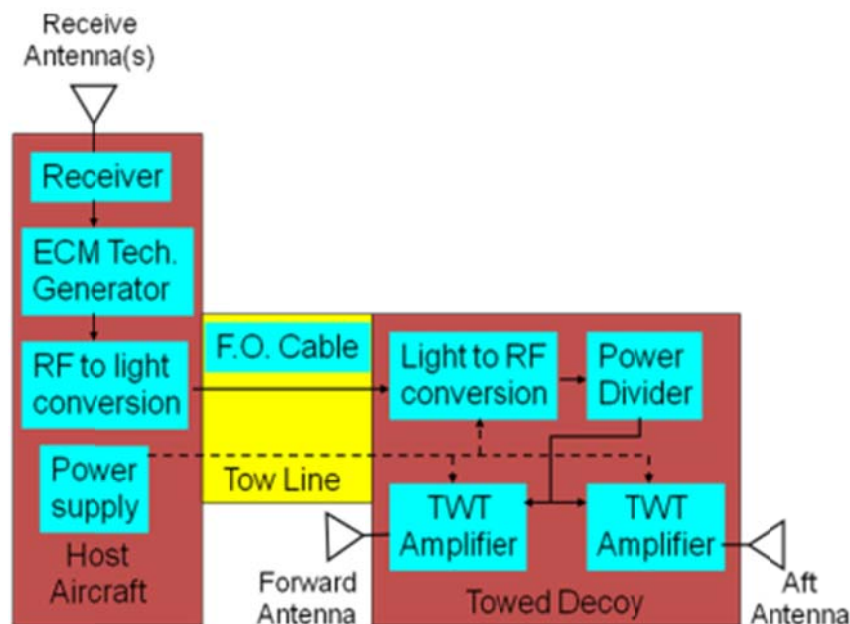 Receive
Antenna(s)
Receiver
ECM Tech.
Generator
RF to light
conversion
Power
supply
Host
Aircraft
F.O. Cable
Tow Line
Light to RF
conversion
Power
Divider
TWT
Amplifier
TWT
Amplifier
Forward
Antenna
Towed Decoy
Aft
Antenna